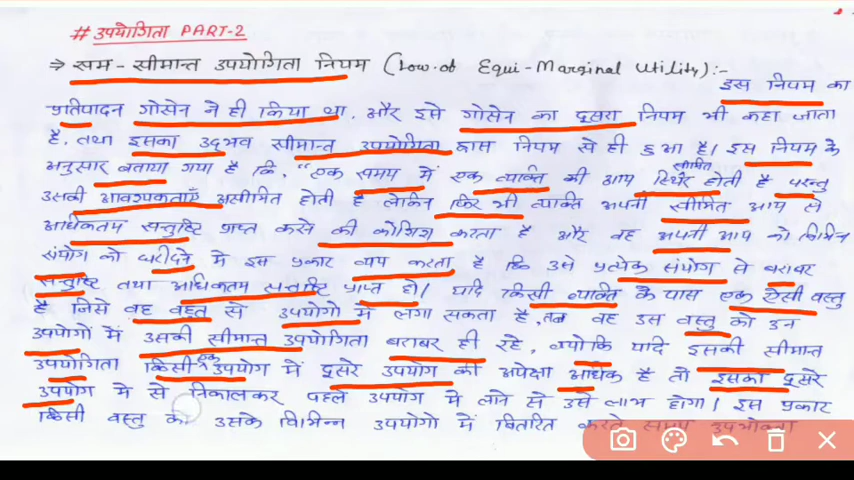 # उपयोगिता PART-2
→ सम-सीमान्त उपयोगिता नियम (Low of Equi-Marginal Utility):-
इस नियम का
प्रतिपादन गोसेन ने ही किया था, और इसे गोसेन का दूसरा नियम भी कहा जाता
है, तथा इसका उद्भव सीमान्त उपयोगिता ह्रास नियम से ही हुआ है। इस नियम के
अनुसार बताया गया है कि, "एक समय में एक व्यक्ति की आय स्थिर सीमित होती है परन्तु
उसकी आवश्यकताएँ असीमित होती है लेकिन फिर भी व्यक्ति अपनी सीमित आय से
अधिकतम सन्तुष्टि प्राप्त करने की कोशिश करता है और वह अपनी आय को विभिन्न
संयोग को खरीदने में इस प्रकार व्यय करता है कि उसे प्रत्येक संयोग से बराबर
सन्तुष्टि तथा अधिकतम सन्तुष्टि प्राप्त हो। यदि किसी व्यक्ति के पास एक ऐसी वस्तु
है जिसे वह बहुत से उपयोगो में लगा सकता है, तब वह उस वस्तु को उन
उपयोगों में उसकी सीमान्त उपयोगिता बराबर ही रहे, क्योकि यदि इसकी सीमान्त
उपयोगिता किसी एक उपयोग में दूसरे उपयोग की अपेक्षा अधिक है तो इसका दूसरे
उपयोग में से निकालकर पहले उपयोग में लाने से उसे लाभ होगा। इस प्रकार
किसी वस्तु को उसके विभिन्न उपयोगो में वितरित करते समय उपभोक्ता